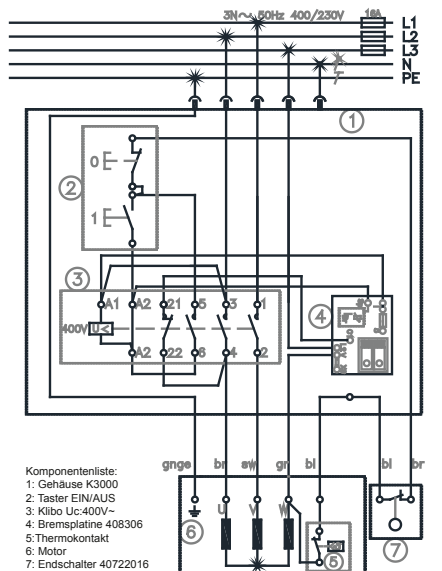 3N~ 50Hz 400/230V 16A L1
L2
L3
N
PE
1
0
2
1
3
A1 A2 21 5 3 1
400V U<
A2 22 6 4 2
4
Komponentenliste:
1: Gehäuse K3000
2: Taster EIN/AUS
3: Klibo Uc:400V~
4: Bremsplatine 408306
5:Thermokontakt
6: Motor
7: Endschalter 40722016
gnge br sw gr bl bl br
U V W
6
5
7